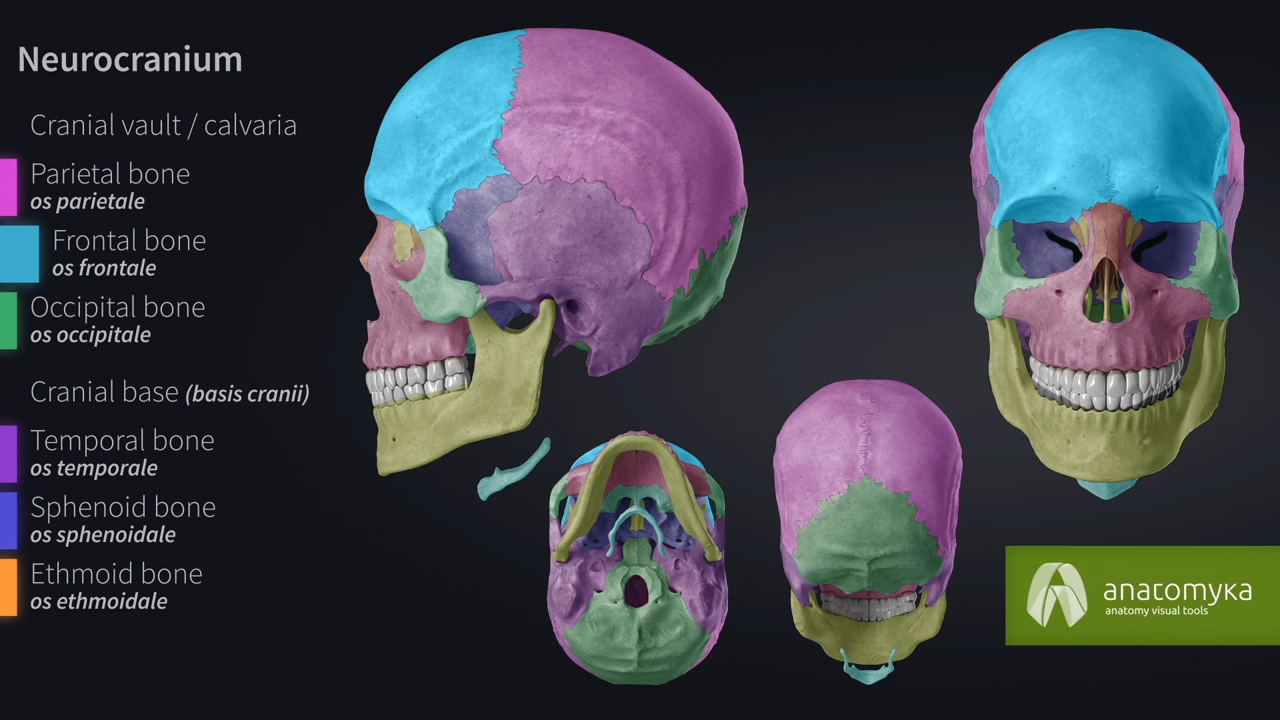 Neurocranium
Cranial vault / calvaria
Parietal bone
os parietale
Frontal bone
os frontale
Occipital bone
os occipitale
Cranial base (basis cranii)
Temporal bone
os temporale
Sphenoid bone
os sphenoidale
Ethmoid bone
os ethmoidale
anatomyka
anatomy visual tools